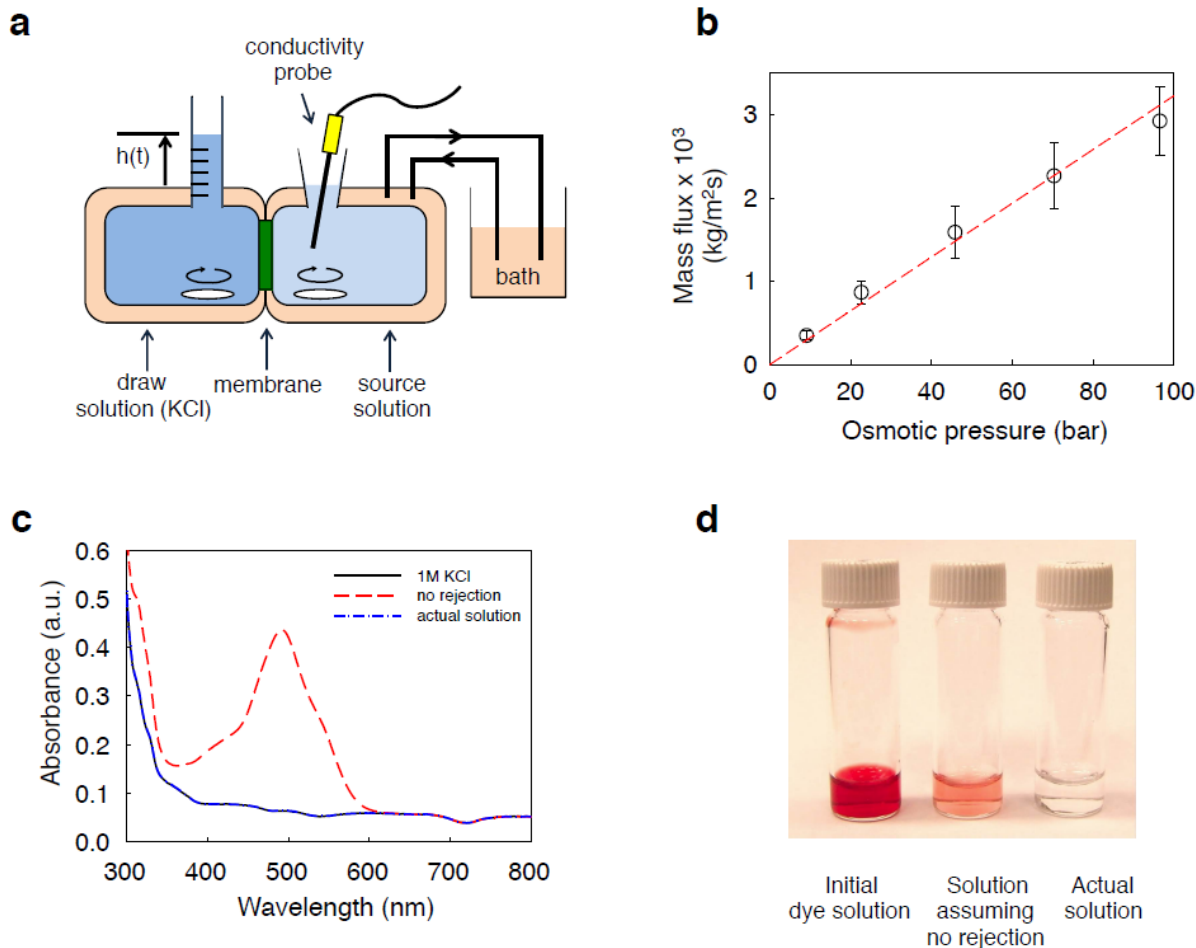 a
conductivity
probe
h(t)
bath
draw
solution (KCl)
membrane
source
solution
b
Mass flux x 10³
(kg/m²s)
3
2
1
0
0 20 40 60 80 100
Osmotic pressure (bar)
c
Absorbance (a.u.)
0.6
0.5
0.4
0.3
0.2
0.1
0.0
1M KCl
no rejection
actual solution
300 400 500 600 700 800
Wavelength (nm)
d
Initial
dye solution
Solution
assuming
no rejection
Actual
solution